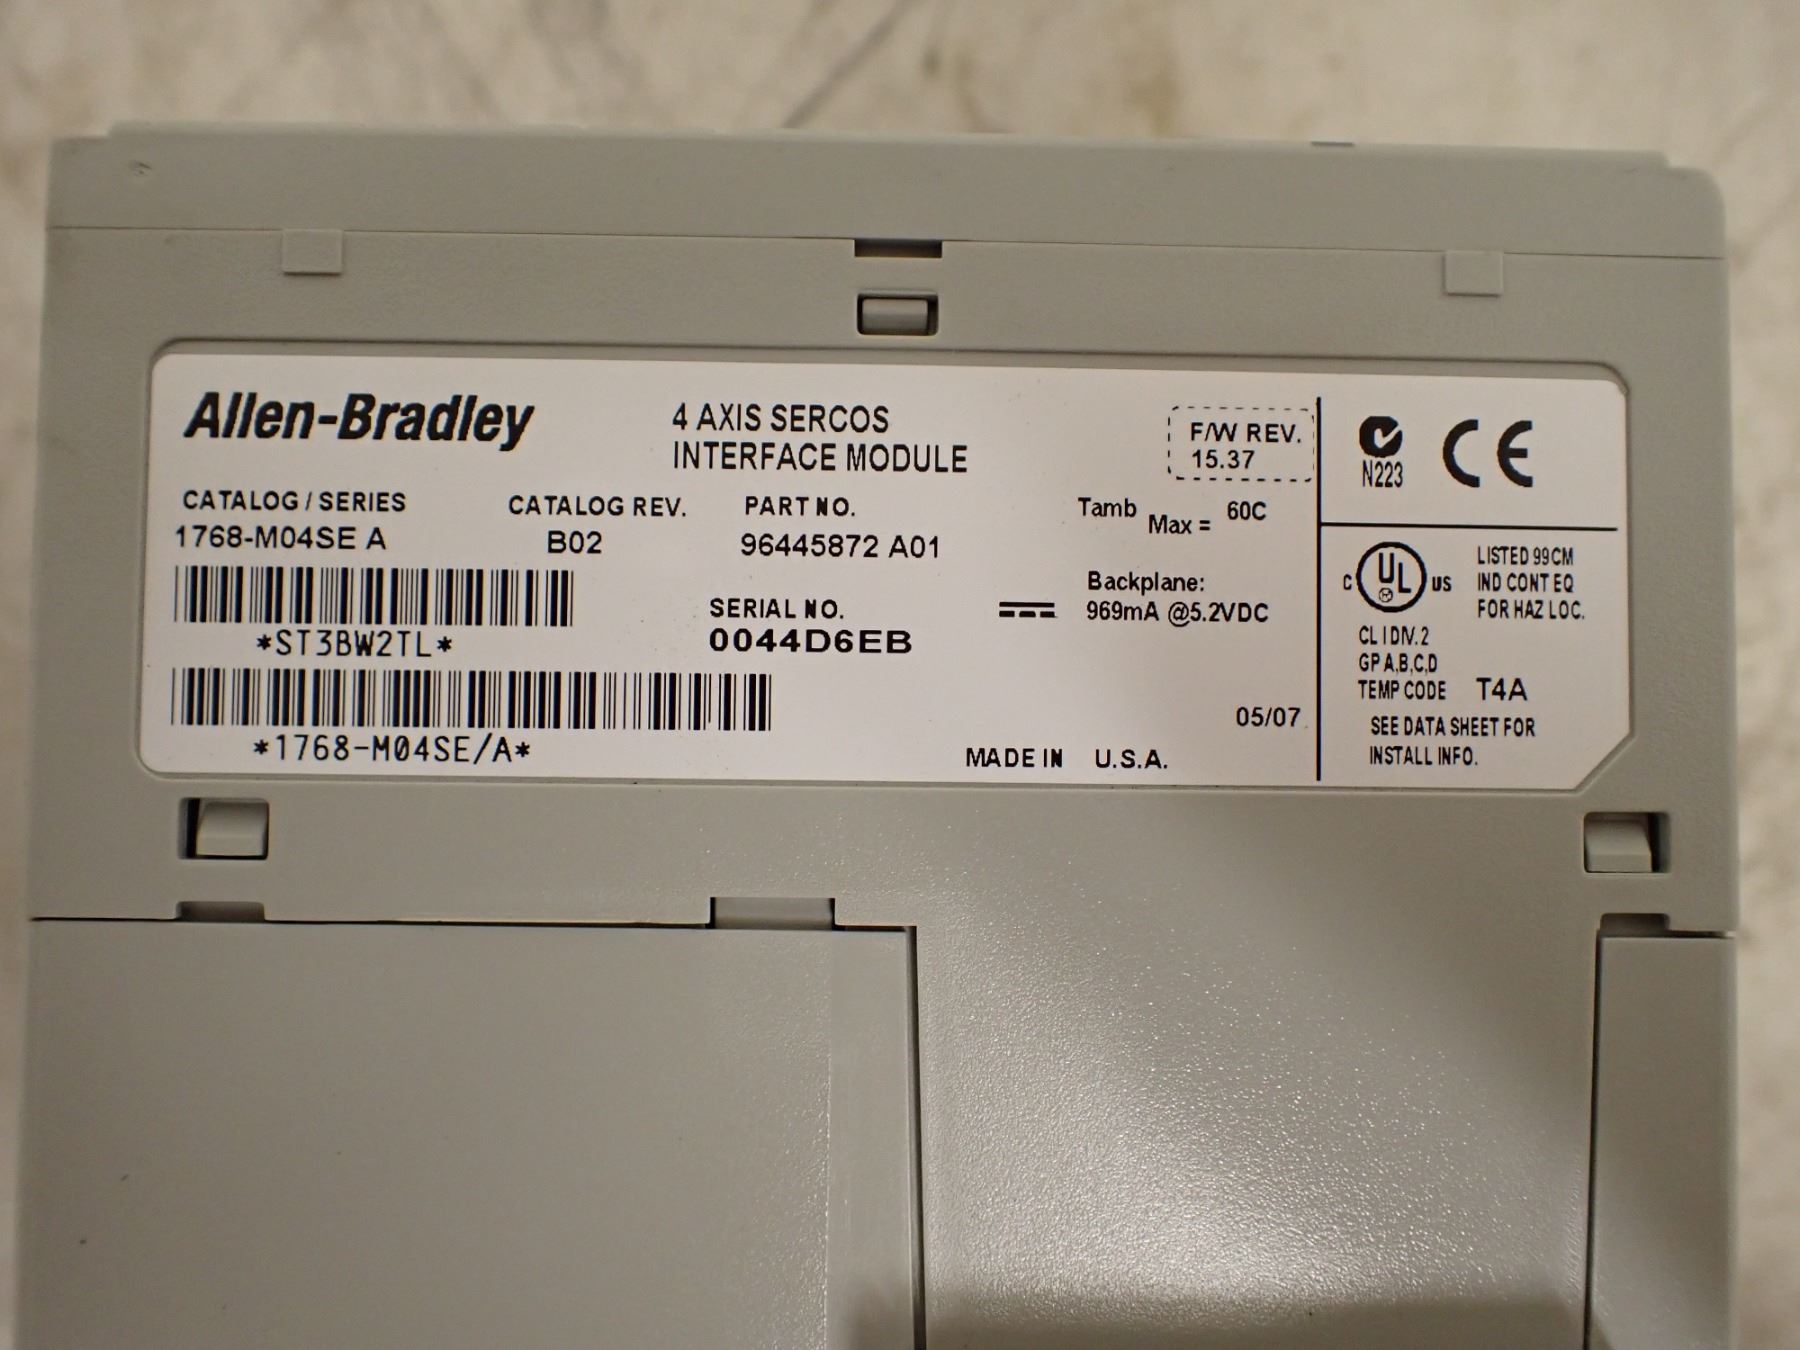 Allen-Bradley
4 AXIS SERCOS
INTERFACE MODULE
F/W REV.
15.37
CATALOG / SERIES
1768-M04SE A
CATALOG REV.
B02
PART NO.
96445872 A01
Tamb Max = 60C
*ST3BW2TL*
SERIAL NO.
0044D6EB
Backplane:
969mA @5.2VDC
*1768-M04SE/A*
05/07
MADE IN U.S.A.
N223
CE
C UL US
LISTED 99CM
IND CONT EQ
FOR HAZ LOC.
CL I DIV. 2
GP A,B,C,D
TEMP CODE T4A
SEE DATA SHEET FOR
INSTALL INFO.